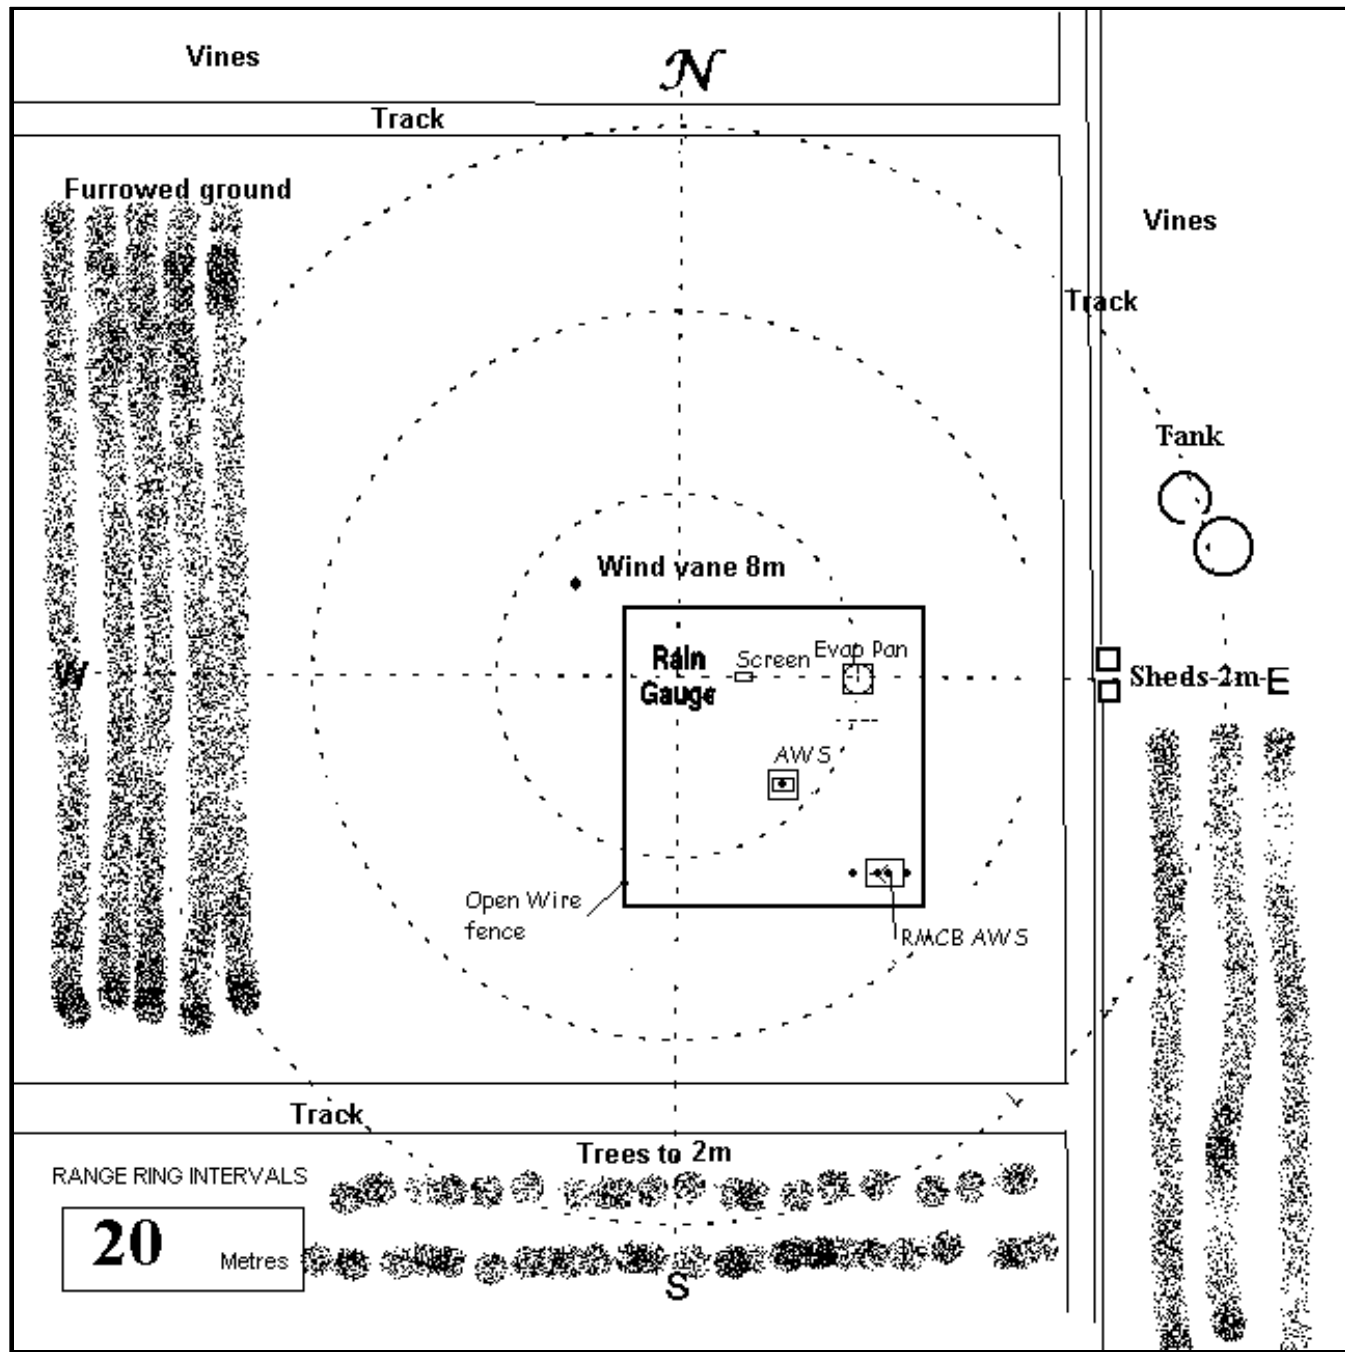 Vines
N
Track
Furrowed ground
Vines
Track
Tank
Wind vane 8m
Rain
Gauge
Screen
Evap Pan
W
Sheds-2m-E
AWS
Open Wire
fence
RMCB AWS
Track
Trees to 2m
RANGE RING INTERVALS
20 Metres
S